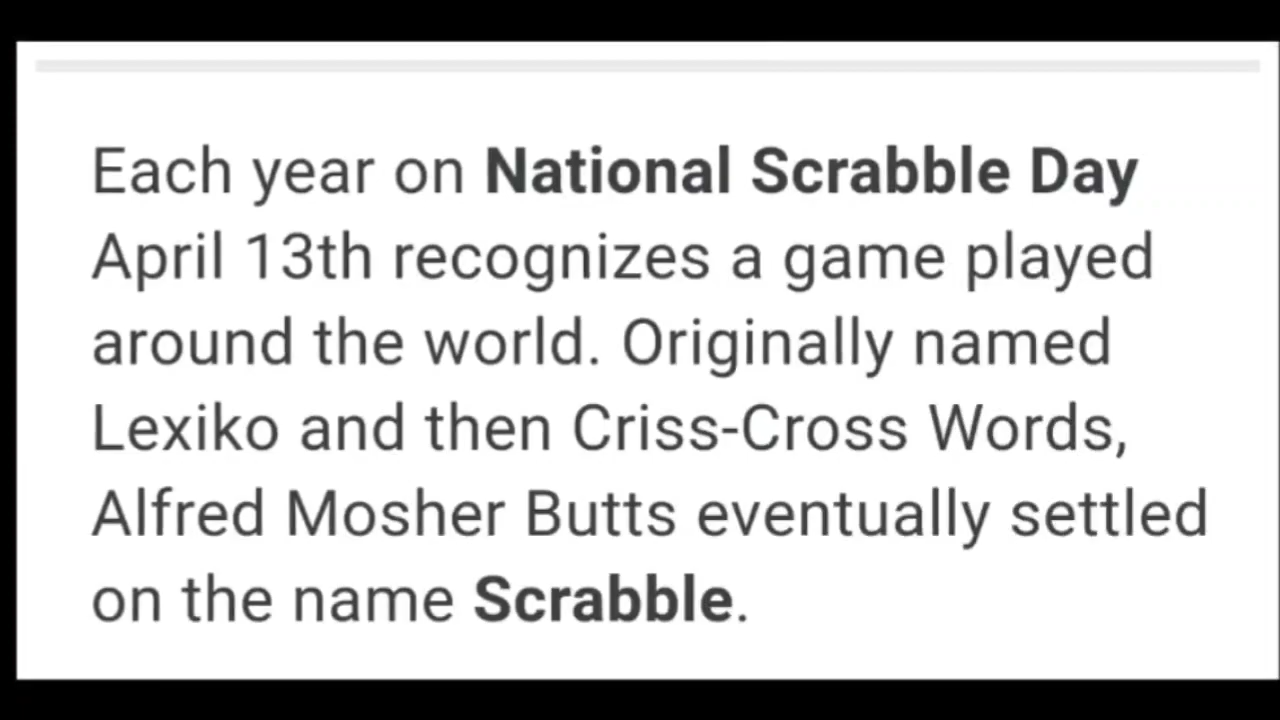 Each year on National Scrabble Day
April 13th recognizes a game played
around the world. Originally named
Lexiko and then Criss-Cross Words,
Alfred Mosher Butts eventually settled
on the name Scrabble.